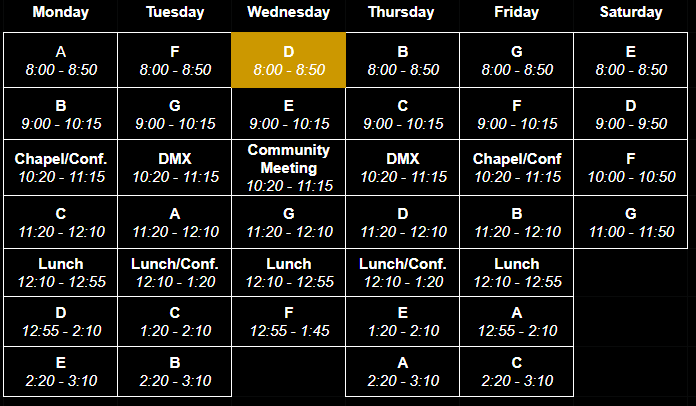 Monday Tuesday Wednesday Thursday Friday Saturday
A F D B G E
8:00 - 8:50 8:00 - 8:50 8:00 - 8:50 8:00 - 8:50 8:00 - 8:50 8:00 - 8:50
B G E C F D
9:00 - 10:15 9:00 - 10:15 9:00 - 10:15 9:00 - 10:15 9:00 - 10:15 9:00 - 9:50
Chapel/Conf. DMX Community Meeting DMX Chapel/Conf F
10:20 - 11:15 10:20 - 11:15 10:20 - 11:15 10:20 - 11:15 10:20 - 11:15 10:00 - 10:50
C A G D B G
11:20 - 12:10 11:20 - 12:10 11:20 - 12:10 11:20 - 12:10 11:20 - 12:10 11:00 - 11:50
Lunch Lunch/Conf. Lunch Lunch/Conf. Lunch
12:10 - 12:55 12:10 - 1:20 12:10 - 12:55 12:10 - 1:20 12:10 - 12:55
D C F E A
12:55 - 2:10 1:20 - 2:10 12:55 - 1:45 1:20 - 2:10 12:55 - 2:10
E B A C
2:20 - 3:10 2:20 - 3:10 2:20 - 3:10 2:20 - 3:10